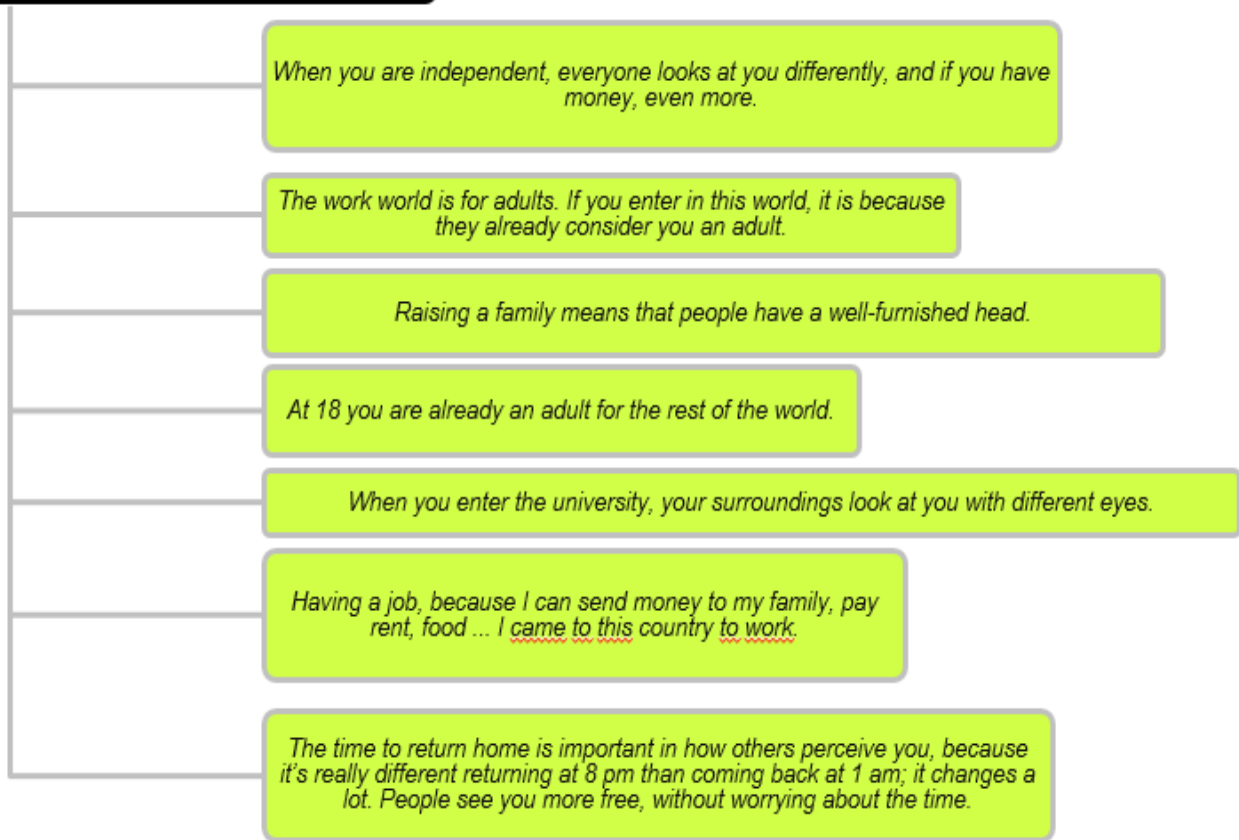 When you are independent, everyone looks at you differently, and if you have
money, even more.
The work world is for adults. If you enter in this world, it is because
they already consider you an adult.
Raising a family means that people have a well-furnished head.
At 18 you are already an adult for the rest of the world.
When you enter the university, your surroundings look at you with different eyes.
Having a job, because I can send money to my family, pay
rent, food ... I came to this country to work.
The time to return home is important in how others perceive you, because
it's really different returning at 8 pm than coming back at 1 am; it changes a
lot. People see you more free, without worrying about the time.